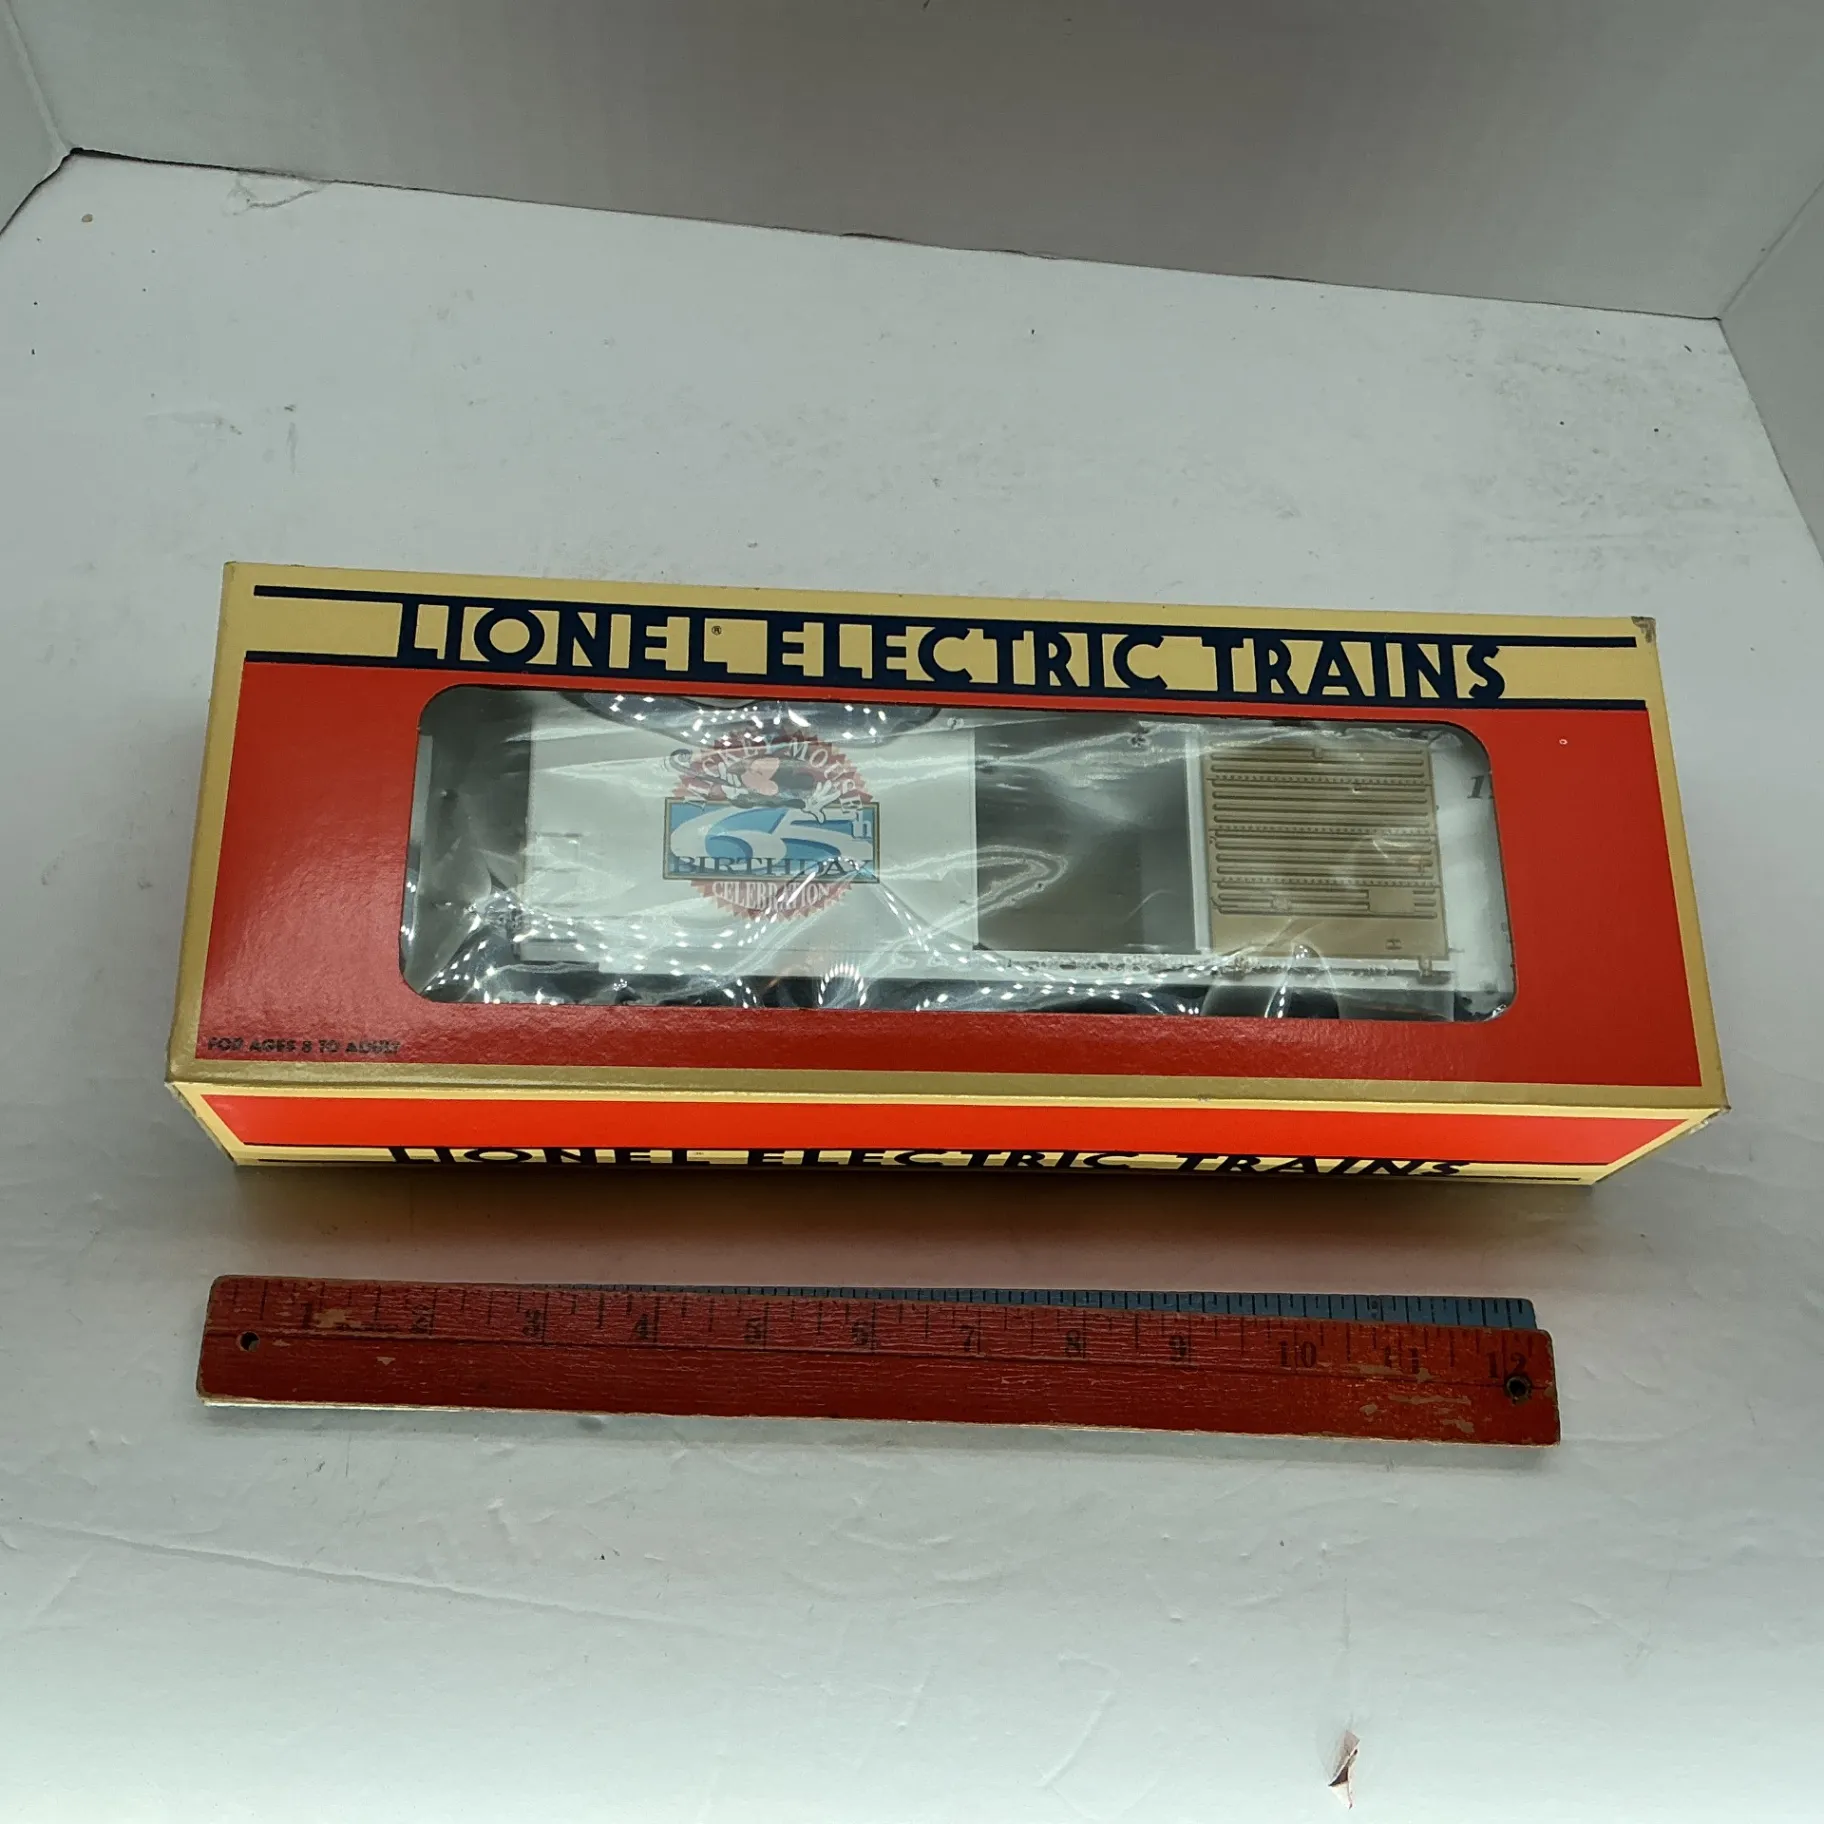 LIONEL® ELECTRIC TRAINS
MICKEY MOUSE
65th
BIRTHDAY
CELEBRATION
FOR AGES 8 TO ADULT
LIONEL® ELECTRIC TRAINS
1 2 3 4 5 6 7 8 9 10 11 12